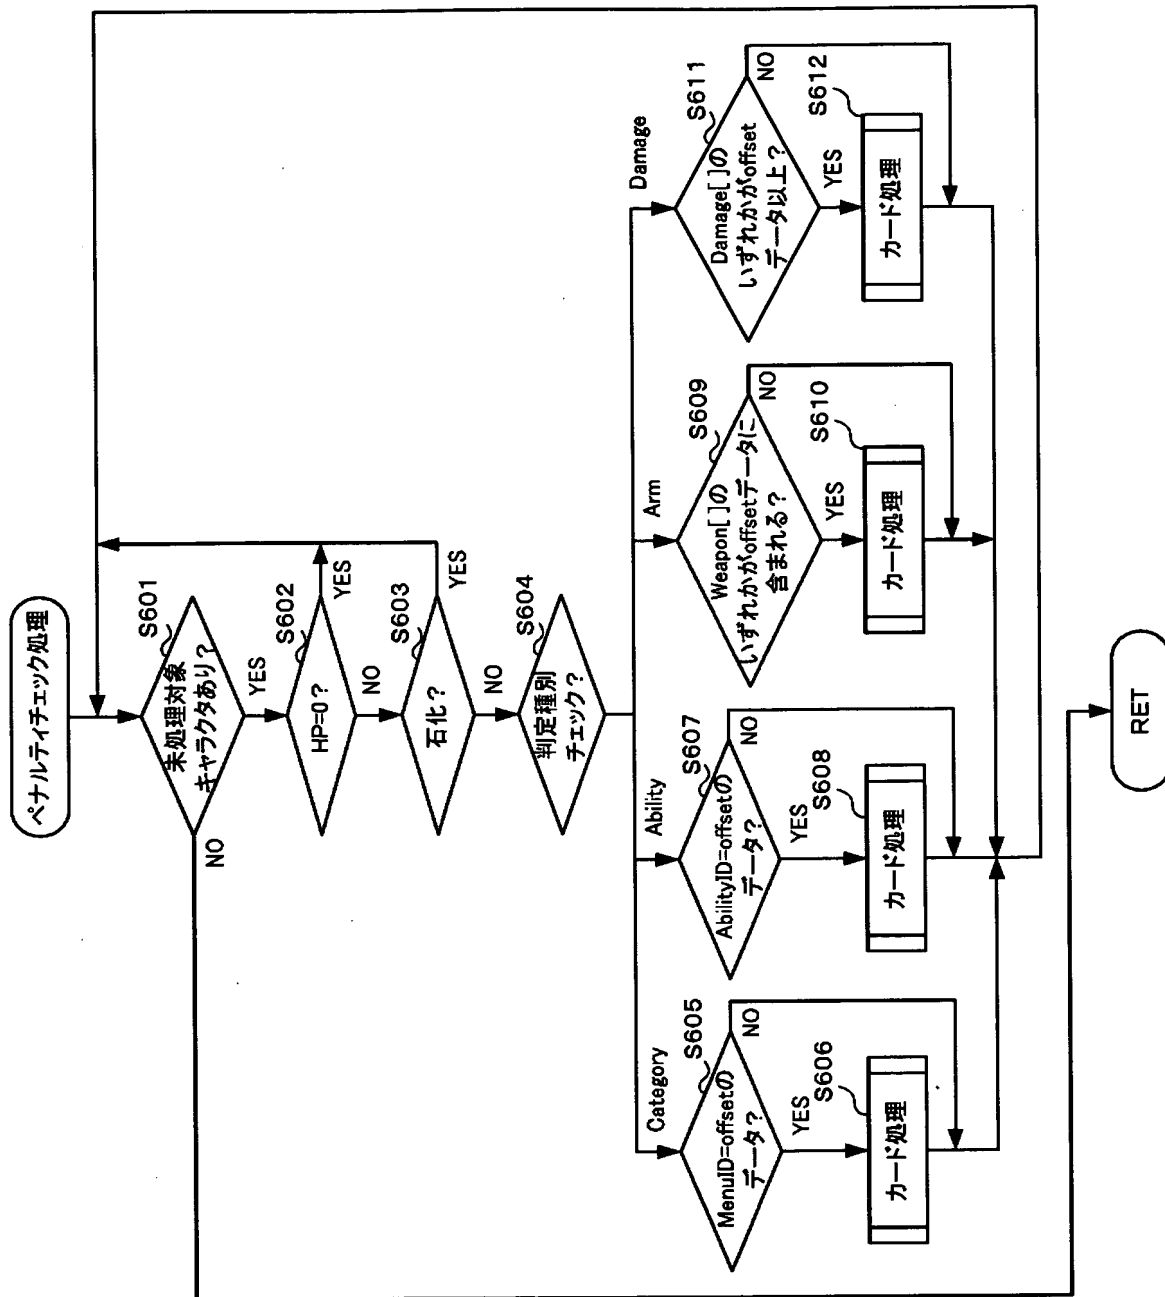 ペナルティチェック処理
S601
未処理対象
キャラクタあり？
NO
YES
S602
HP=0？
YES
NO
S603
石化？
YES
NO
S604
判定種別
チェック？
Category
S605
MenuID=offsetの
データ？
NO
YES
S606
カード処理
Ability
S607
AbilityID=offsetの
データ？
NO
YES
S608
カード処理
Arm
S609
Weapon[ ]の
いずれかがoffsetデータに
含まれる？
NO
YES
S610
カード処理
Damage
S611
Damage[ ]の
いずれかがoffset
データ以上？
NO
YES
S612
カード処理
RET